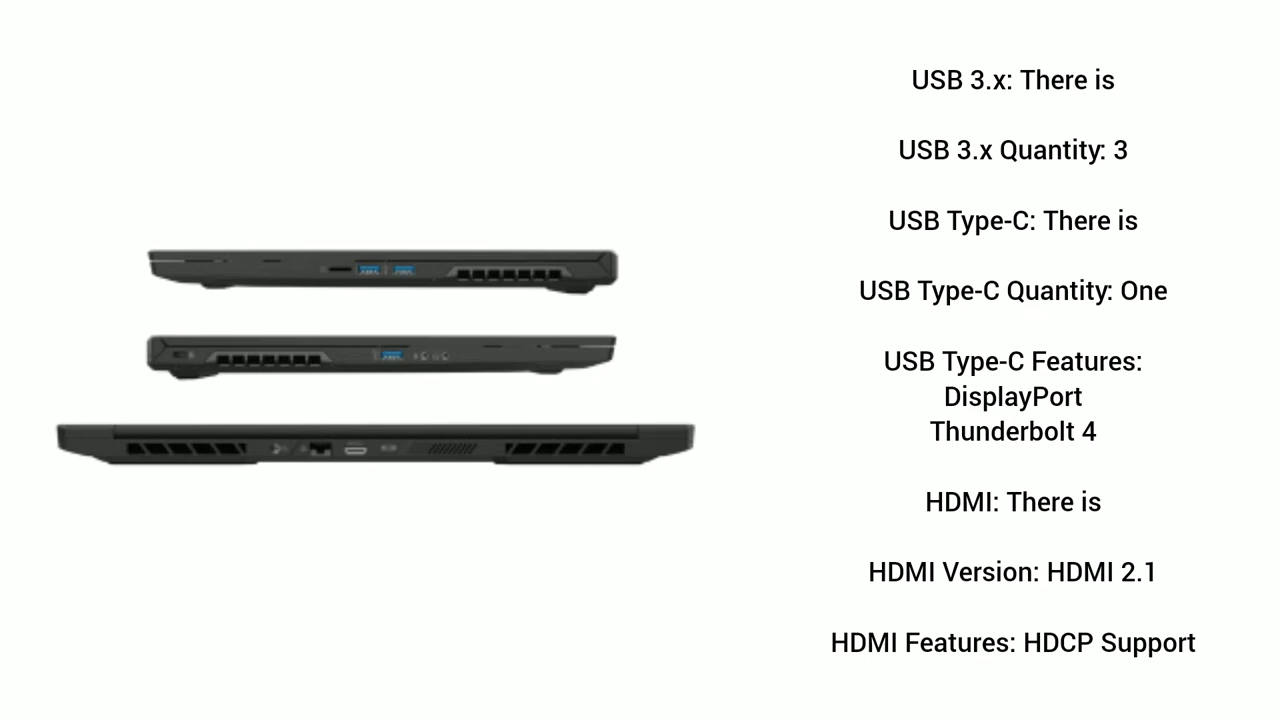 USB 3.x: There is
USB 3.x Quantity: 3
USB Type-C: There is
USB Type-C Quantity: One
USB Type-C Features:
DisplayPort
Thunderbolt 4
HDMI: There is
HDMI Version: HDMI 2.1
HDMI Features: HDCP Support